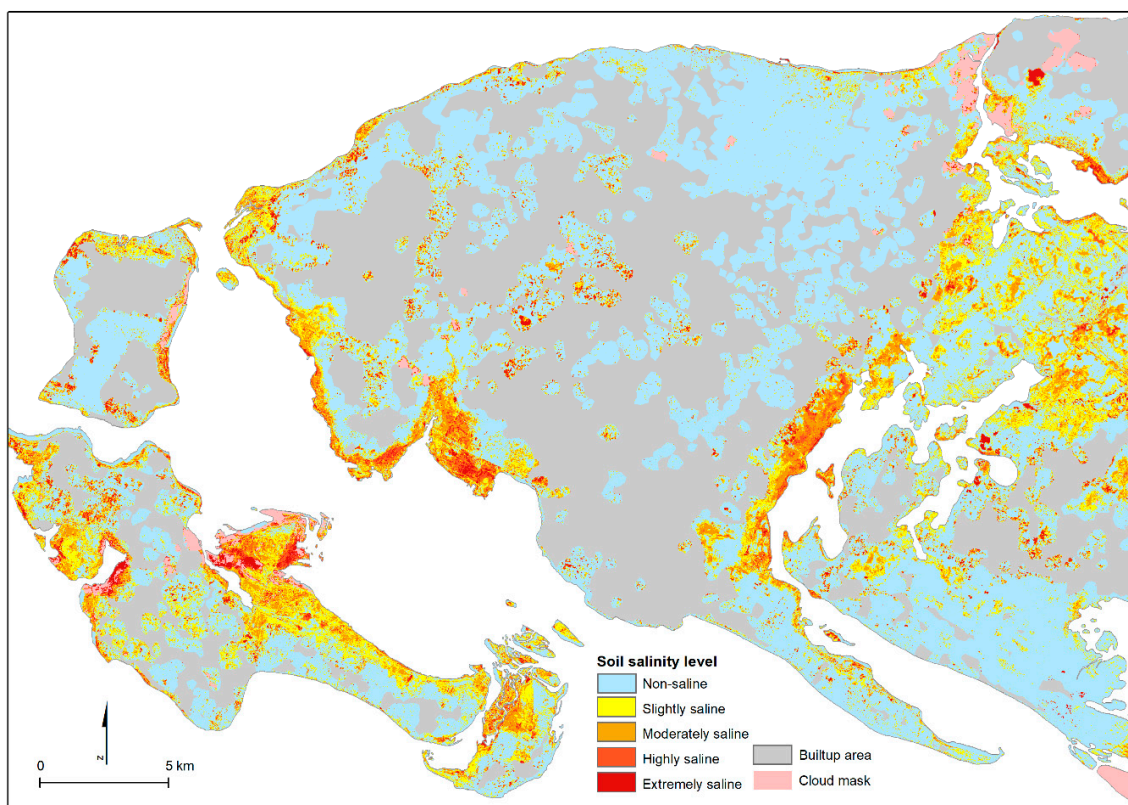 Soil salinity level
Non-saline
Slightly saline
Moderately saline
Highly saline
Extremely saline
Builtup area
Cloud mask
N
0 5 km